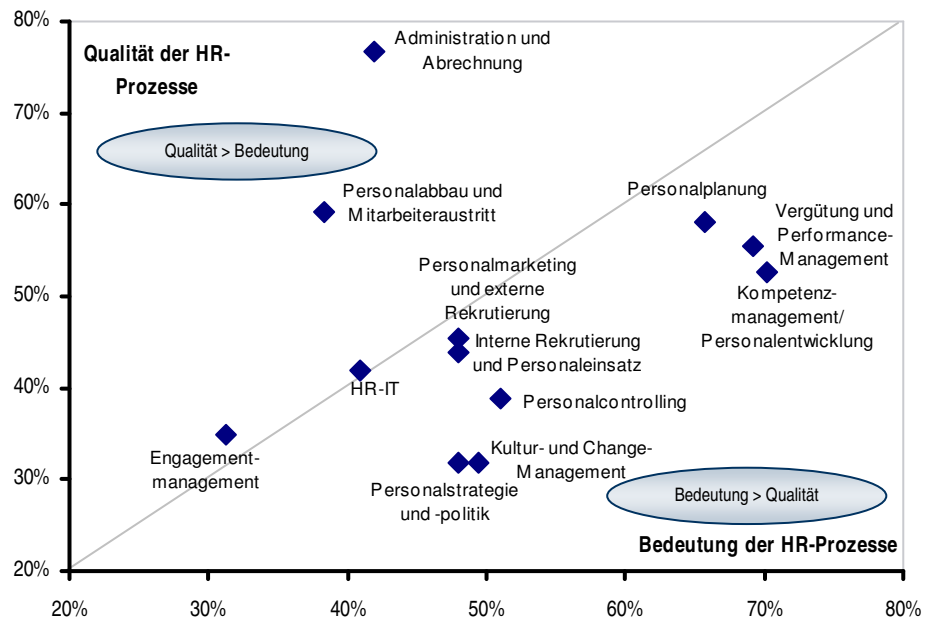 80%
Qualität der HR-
Prozesse
Administration und
Abrechnung
70%
Qualität > Bedeutung
60%
Personalabbau und
Mitarbeiteraustritt
Personalplanung
Vergütung und
Performance-
Management
50%
Personalmarketing
und externe
Rekrutierung
Kompetenz-
management/
Personalentwicklung
Interne Rekrutierung
und Personaleinsatz
40%
HR-IT
Personalcontrolling
30%
Engagement-
management
Kultur- und Change-
Management
Personalstrategie
und -politik
Bedeutung > Qualität
Bedeutung der HR-Prozesse
20%
20%
30%
40%
50%
60%
70%
80%